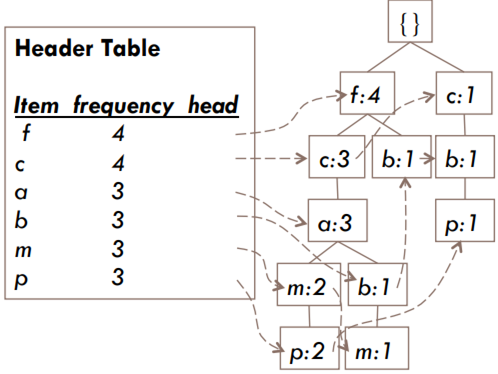 {}
Header Table
Item frequency head
f 4
c 4
a 3
b 3
m 3
p 3
f:4 c:1
c:3 b:1 b:1
a:3 p:1
m:2 b:1
p:2 m:1